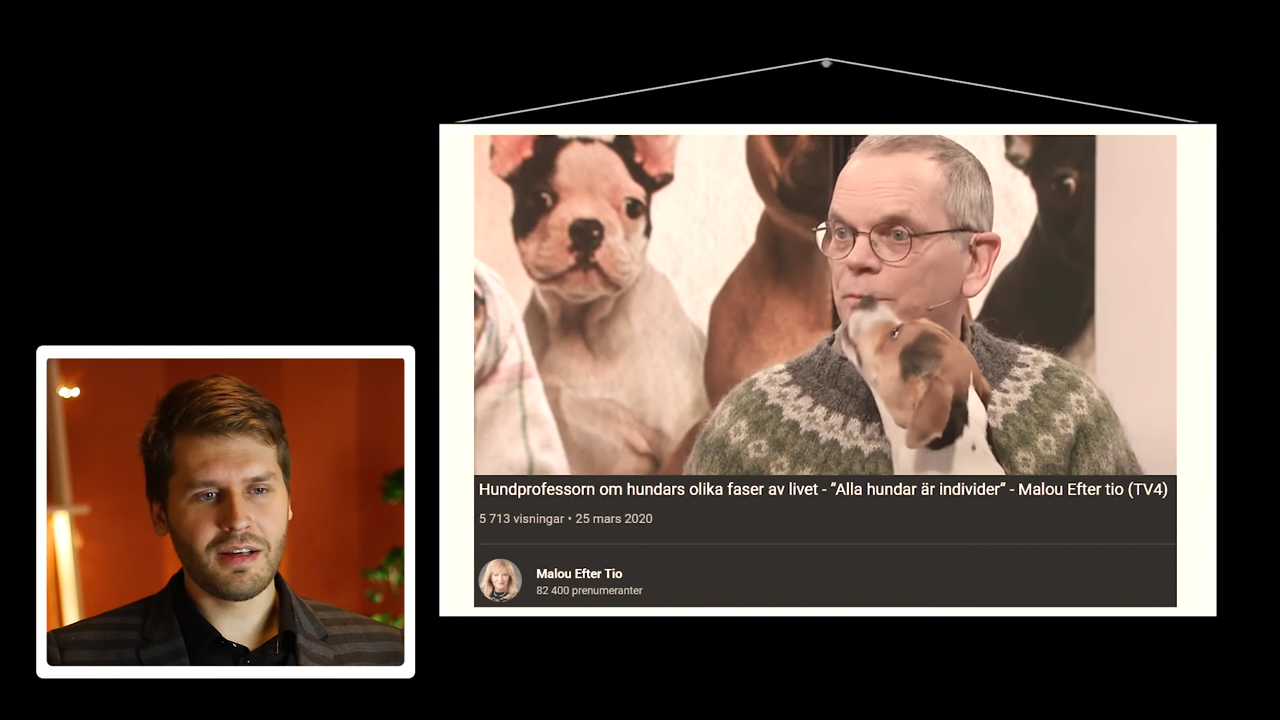 Hundprofessorn om hundars olika faser av livet - ”Alla hundar är individer” - Malou Efter tio (TV4)
5 713 visningar • 25 mars 2020
Malou Efter Tio
82 400 prenumeranter